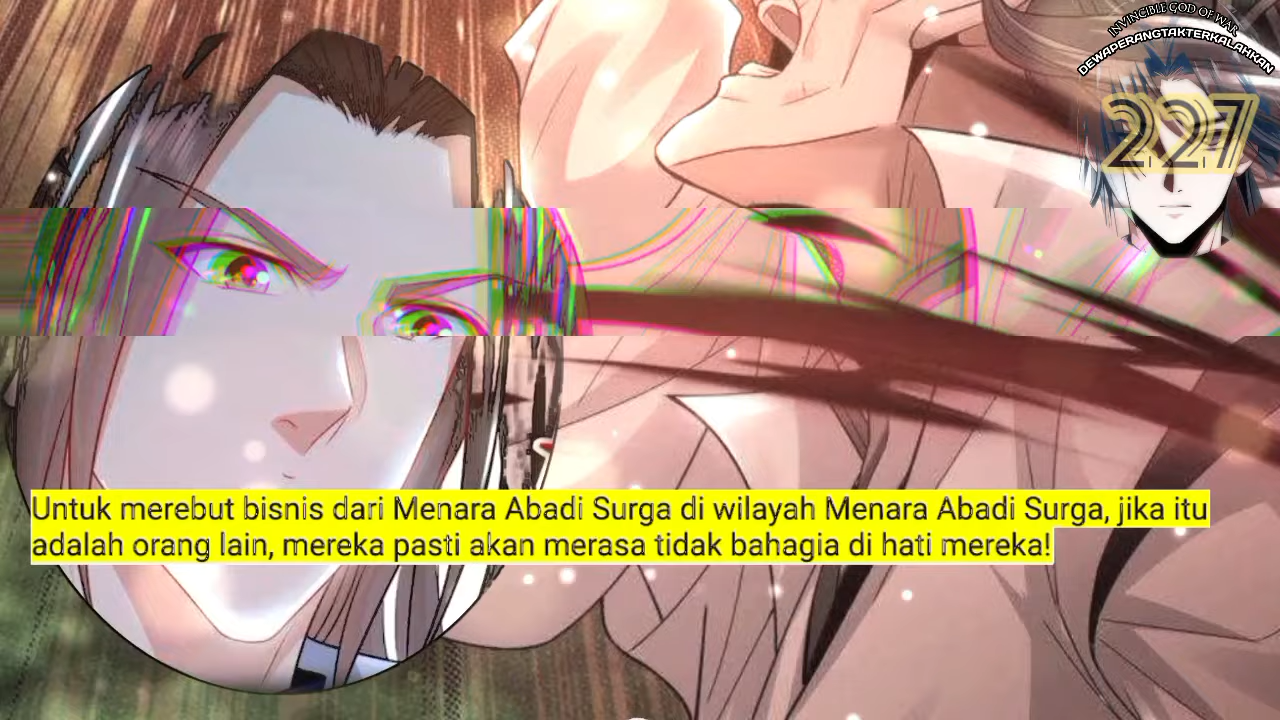 INVINCIBLE GOD OF WAR
DEWAPERANGTAKTERKALAHKAN
227
Untuk merebut bisnis dari Menara Abadi Surga di wilayah Menara Abadi Surga, jika itu
adalah orang lain, mereka pasti akan merasa tidak bahagia di hati mereka!